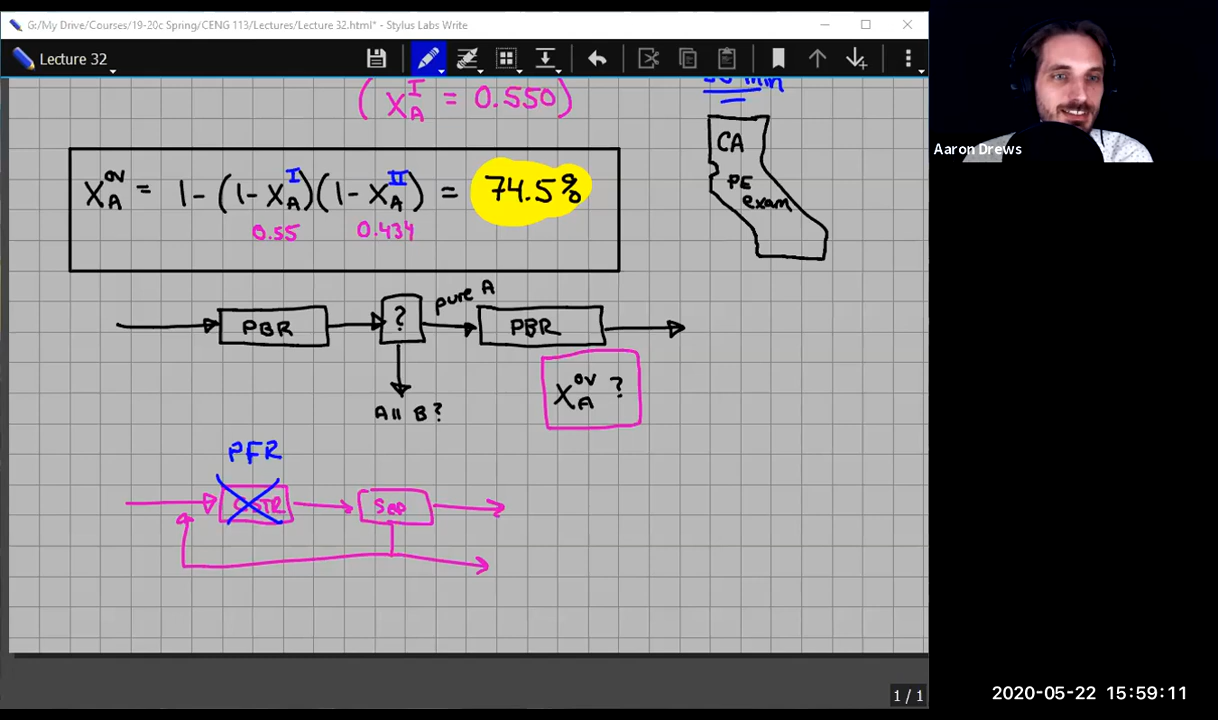 G:/My Drive/Courses/19-20c Spring/CENG 113/Lectures/Lecture 32.html* - Stylus Labs Write
Lecture 32
( X_A^I = 0.550)
min
CA
PE
exam
X_A^OV = 1 - (1 - X_A^I)(1 - X_A^II) = 74.5%
0.55 0.434
PBR ? pure A PBR
All B?
X_A^OV ?
PFR
CSTR Sep
1 / 1
Aaron Drews
2020-05-22 15:59:11